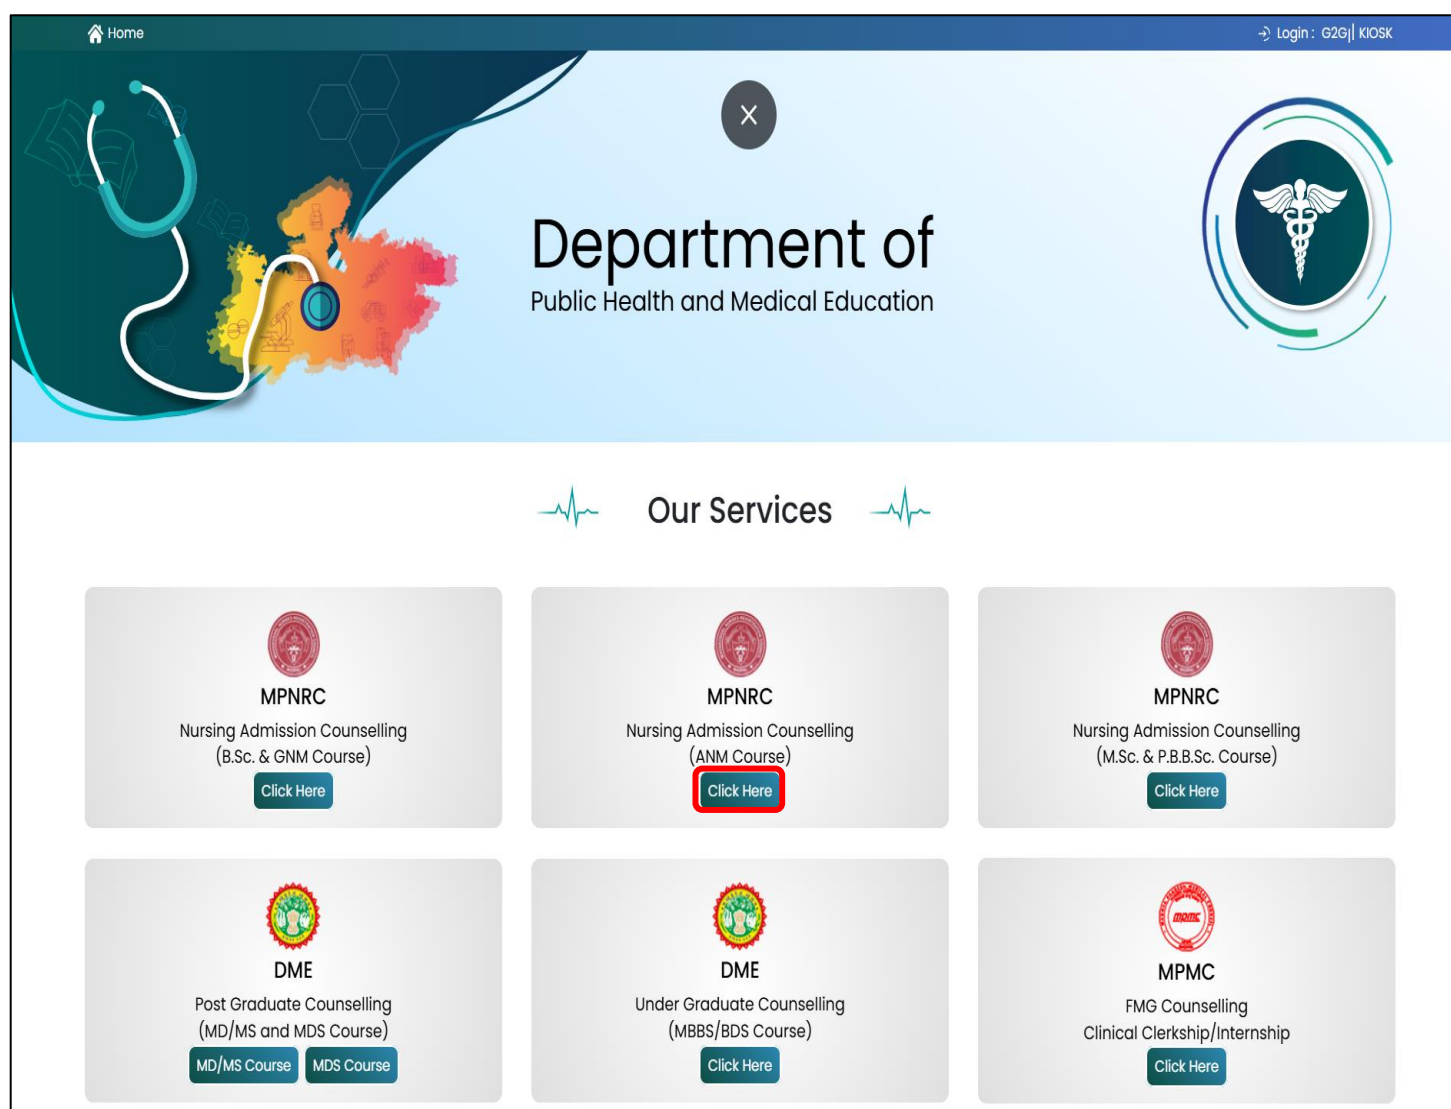 Home
Login : G2G|| KIOSK
X
Department of
Public Health and Medical Education
Our Services
MPNRC
Nursing Admission Counselling
(B.Sc. & GNM Course)
Click Here
MPNRC
Nursing Admission Counselling
(ANM Course)
Click Here
MPNRC
Nursing Admission Counselling
(M.Sc. & P.B.B.Sc. Course)
Click Here
DME
Post Graduate Counselling
(MD/MS and MDS Course)
MD/MS Course
MDS Course
DME
Under Graduate Counselling
(MBBS/BDS Course)
Click Here
MPMC
FMG Counselling
Clinical Clerkship/Internship
Click Here